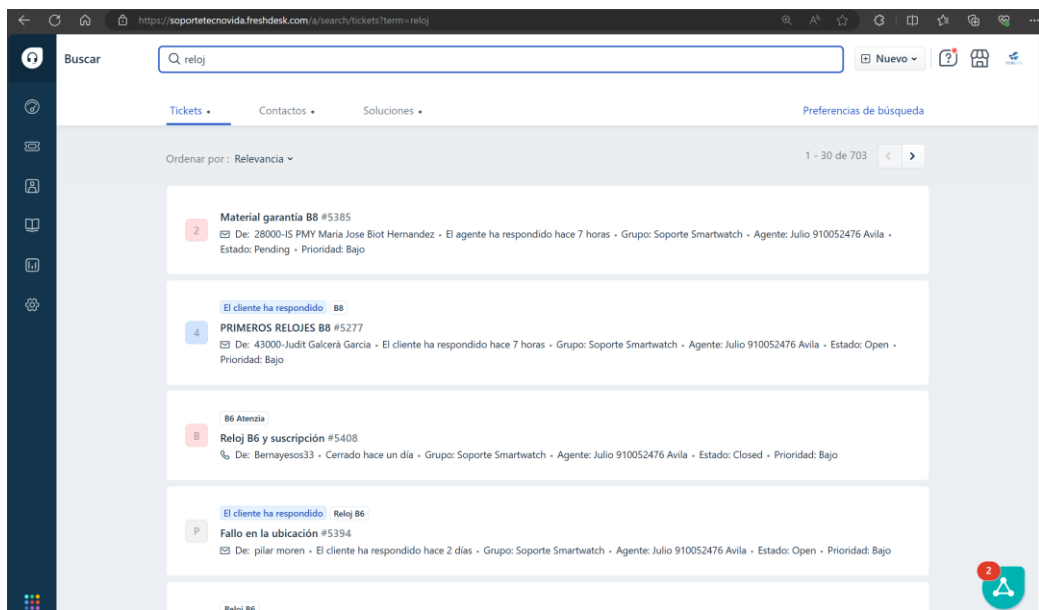 https://soportetecnovida.freshdesk.com/a/search/tickets?term=reloj
Buscar
reloj
Nuevo
Tickets •
Contactos •
Soluciones •
Preferencias de búsqueda
Ordenar por : Relevancia
1 - 30 de 703
2
Material garantía B8 #5385
De: 28000-IS PMY Maria Jose Biot Hernandez • El agente ha respondido hace 7 horas • Grupo: Soporte Smartwatch • Agente: Julio 910052476 Avila •
Estado: Pending • Prioridad: Bajo
El cliente ha respondido B8
4
PRIMEROS RELOJES B8 #5277
De: 43000-Judit Galcerà Garcia • El cliente ha respondido hace 7 horas • Grupo: Soporte Smartwatch • Agente: Julio 910052476 Avila • Estado: Open •
Prioridad: Bajo
B6 Atenzia
B
Reloj B6 y suscripción #5408
De: Bernayesos33 • Cerrado hace un día • Grupo: Soporte Smartwatch • Agente: Julio 910052476 Avila • Estado: Closed • Prioridad: Bajo
El cliente ha respondido Reloj B6
P
Fallo en la ubicación #5394
De: pilar moren • El cliente ha respondido hace 2 días • Grupo: Soporte Smartwatch • Agente: Julio 910052476 Avila • Estado: Open • Prioridad: Bajo
2
Reloj B6